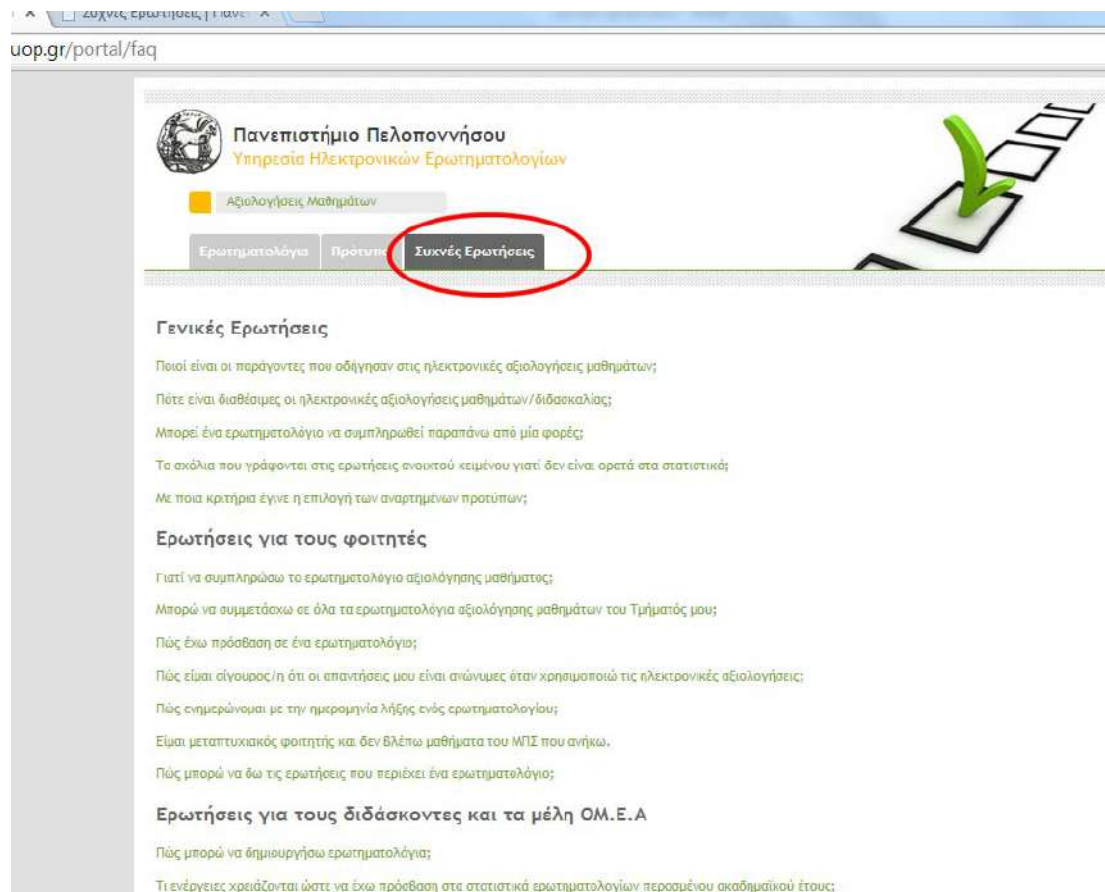 Συχνές Ερωτήσεις | Πανε
uop.gr/portal/faq
Πανεπιστήμιο Πελοποννήσου
Υπηρεσία Ηλεκτρονικών Ερωτηματολογίων
Αξιολογήσεις Μαθημάτων
Ερωτηματολόγια Πρότυπα Συχνές Ερωτήσεις
Γενικές Ερωτήσεις
Ποιοί είναι οι παράγοντες που οδήγησαν στις ηλεκτρονικές αξιολογήσεις μαθημάτων;
Πότε είναι διαθέσιμες οι ηλεκτρονικές αξιολογήσεις μαθημάτων/διδασκαλίας;
Μπορεί ένα ερωτηματολόγιο να συμπληρωθεί παραπάνω από μία φορές;
Τα σχόλια που γράφονται στις ερωτήσεις ανοιχτού κειμένου γιατί δεν είναι ορατά στα στατιστικά;
Με ποια κριτήρια έγινε η επιλογή των αναρτημένων προτύπων;
Ερωτήσεις για τους φοιτητές
Γιατί να συμπληρώσω το ερωτηματολόγιο αξιολόγησης μαθήματος;
Μπορώ να συμμετάσχω σε όλα τα ερωτηματολόγια αξιολόγησης μαθημάτων του Τμήματός μου;
Πώς έχω πρόσβαση σε ένα ερωτηματολόγιο;
Πώς είμαι σίγουρος/η ότι οι απαντήσεις μου είναι ανώνυμες όταν χρησιμοποιώ τις ηλεκτρονικές αξιολογήσεις;
Πώς ενημερώνομαι με την ημερομηνία λήξης ενός ερωτηματολογίου;
Είμαι μεταπτυχιακός φοιτητής και δεν βλέπω μαθήματα του ΜΠΣ που ανήκω.
Πώς μπορώ να δω τις ερωτήσεις που περιέχει ένα ερωτηματολόγιο;
Ερωτήσεις για τους διδάσκοντες και τα μέλη ΟΜ.Ε.Α
Πώς μπορώ να δημιουργήσω ερωτηματολόγια;
Τι ενέργειες χρειάζονται ώστε να έχω πρόσβαση στα στατιστικά ερωτηματολογίων περασμένου ακαδημαϊκού έτους;